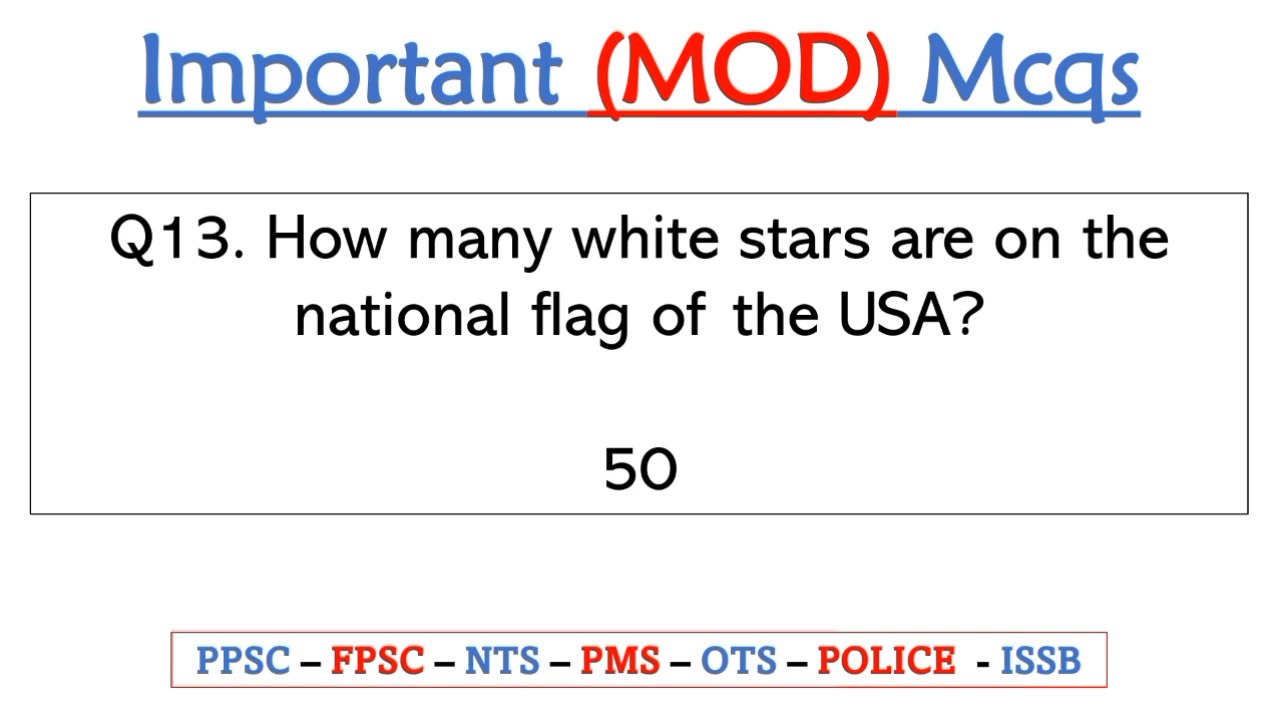 Important (MOD) Mcqs
Q13. How many white stars are on the
national flag of the USA?
50
PPSC – FPSC – NTS – PMS – OTS – POLICE - ISSB